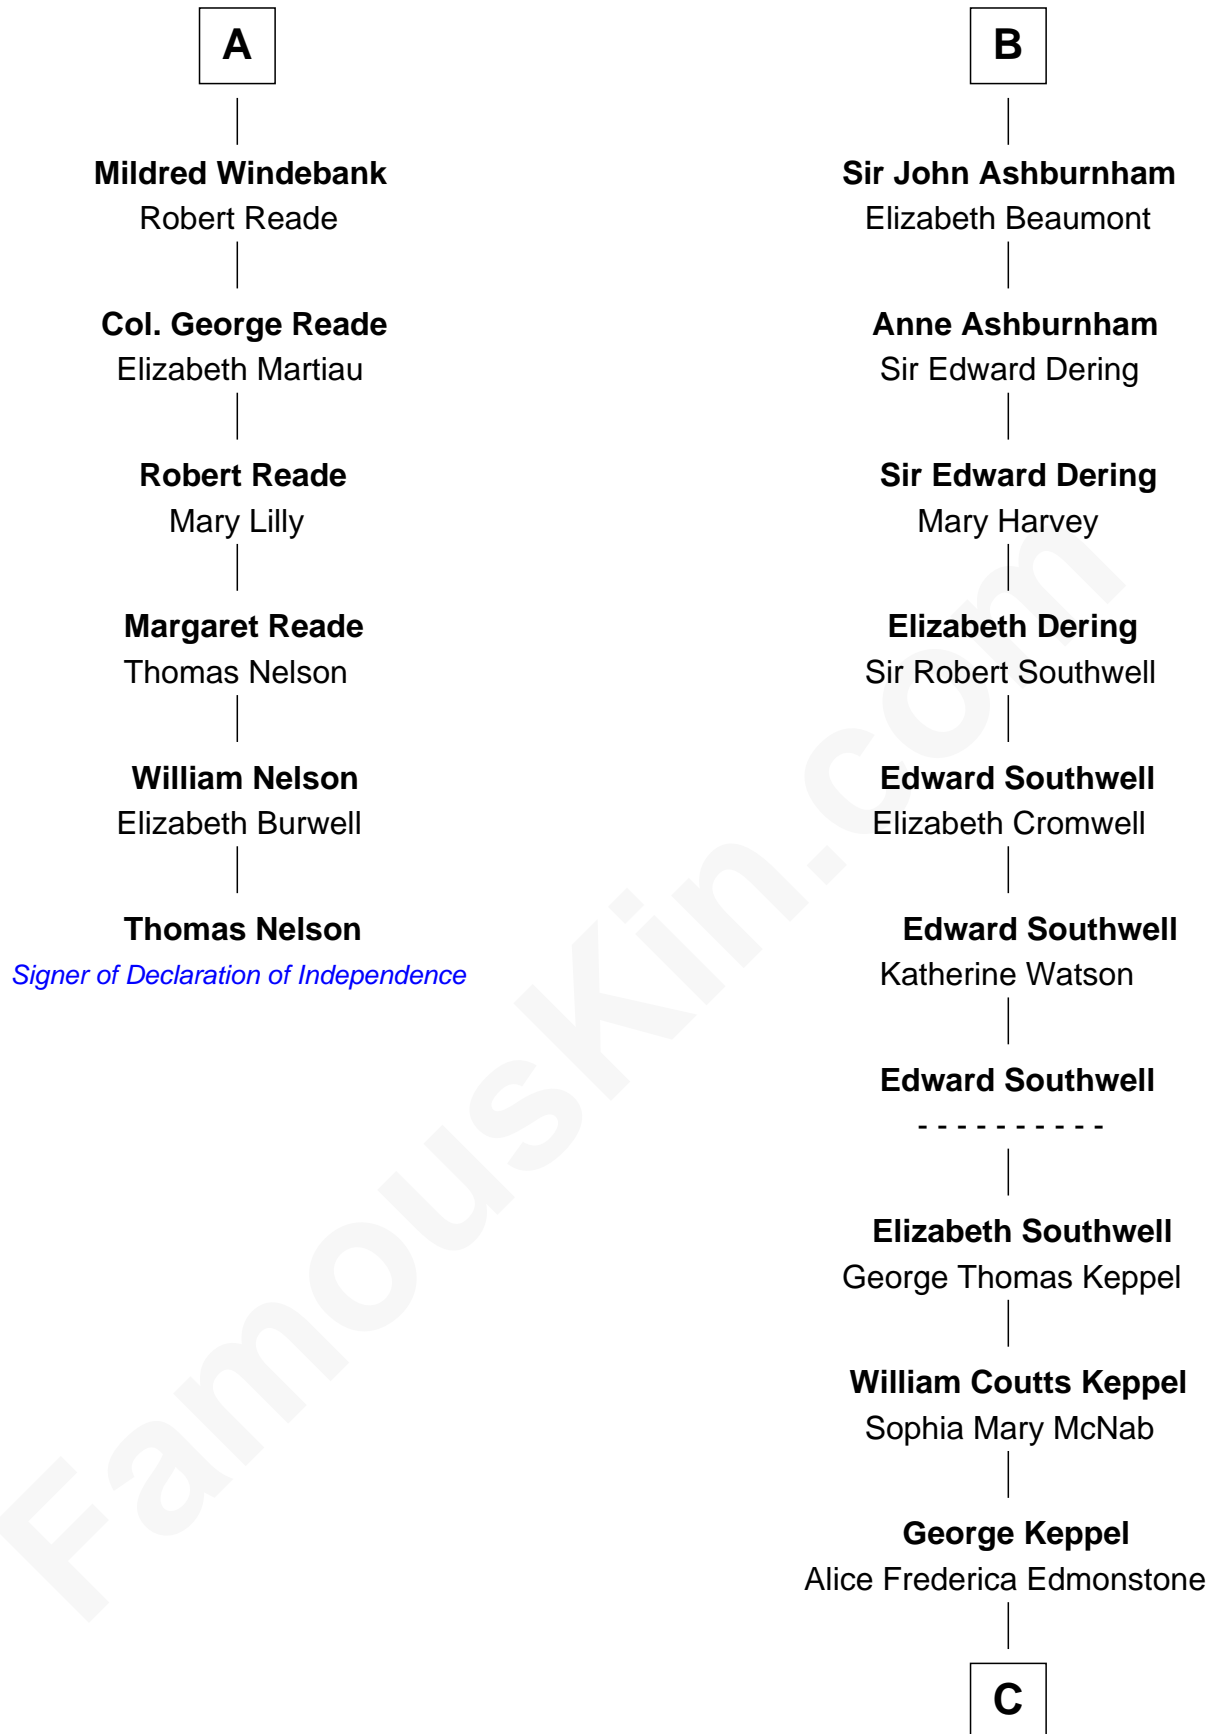 A
Mildred Windebank
Robert Reade
Col. George Reade
Elizabeth Martiau
Robert Reade
Mary Lilly
Margaret Reade
Thomas Nelson
William Nelson
Elizabeth Burwell
Thomas Nelson
Signer of Declaration of Independence
B
Sir John Ashburnham
Elizabeth Beaumont
Anne Ashburnham
Sir Edward Dering
Sir Edward Dering
Mary Harvey
Elizabeth Dering
Sir Robert Southwell
Edward Southwell
Elizabeth Cromwell
Edward Southwell
Katherine Watson
Edward Southwell
- - - - - - - - - -
Elizabeth Southwell
George Thomas Keppel
William Coutts Keppel
Sophia Mary McNab
George Keppel
Alice Frederica Edmonstone
C
FamousKin.com